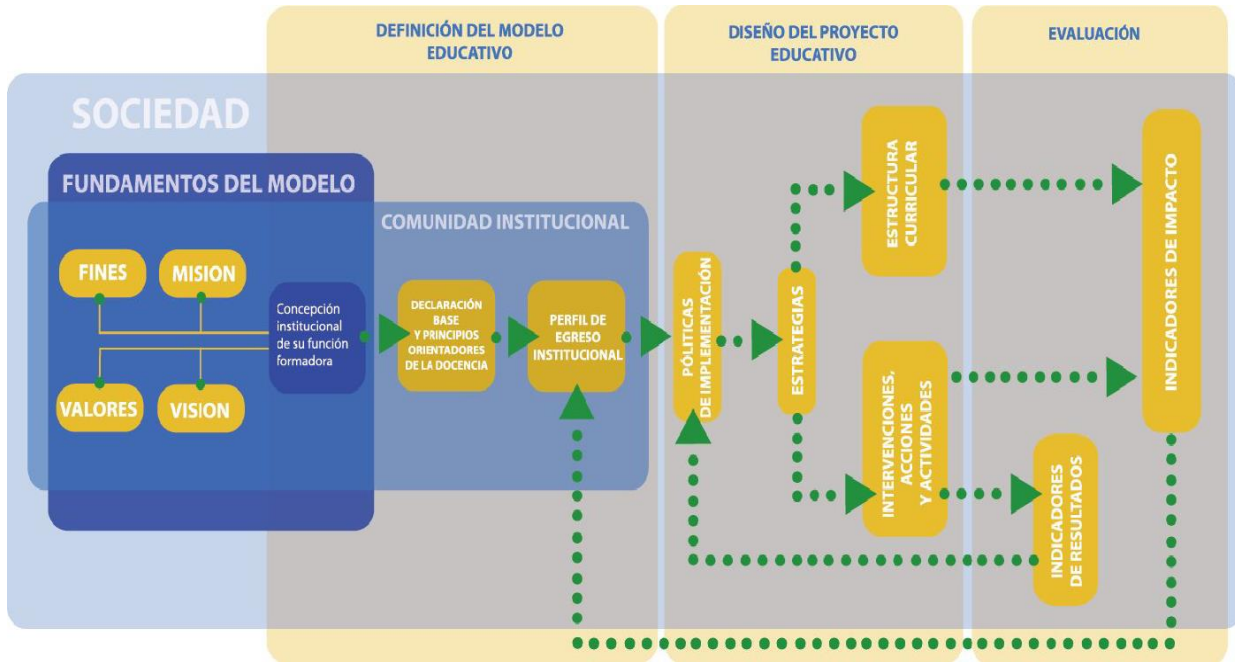 DEFINICIÓN DEL MODELO
EDUCATIVO
DISEÑO DEL PROYECTO
EDUCATIVO
EVALUACIÓN
SOCIEDAD
FUNDAMENTOS DEL MODELO
COMUNIDAD INSTITUCIONAL
FINES
MISION
VALORES
VISION
Concepción
institucional
de su función
formadora
DECLARACIÓN
BASE
Y PRINCIPIOS
ORIENTADORES
DE LA DOCENCIA
PERFIL DE
EGRESO
INSTITUCIONAL
PÓLITICAS
DE IMPLEMENTACIÓN
ESTRATEGIAS
ESTRUCTURA
CURRICULAR
INTERVENCIONES,
ACCIONES
Y ACTIVIDADES
INDICADORES
DE RESULTADOS
INDICADORES DE IMPACTO